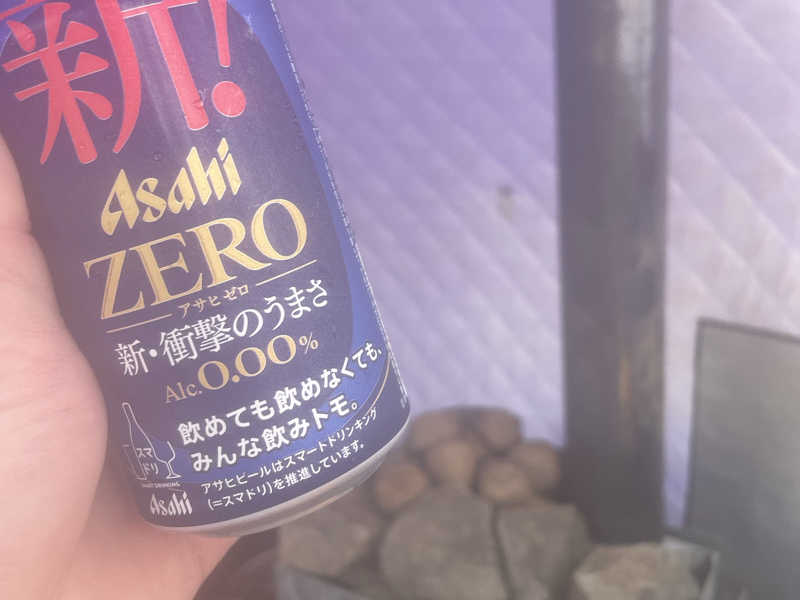 新!
Asahi
ZERO
アサヒゼロ
新・衝撃のうまさ
Alc.0.00%
飲めても飲めなくても、
みんな飲みトモ。
スマ
ドリ
SMART DRINKING
アサヒビールはスマートドリンキング
(=スマドリ)を推進しています。
Asahi